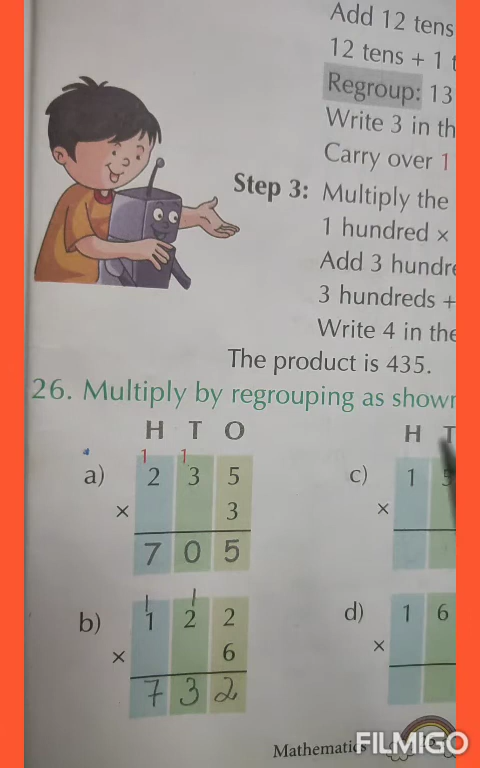 Add 12 tens
12 tens + 1
Regroup: 13
Write 3 in th
Carry over 1
Step 3: Multiply the
1 hundred ×
Add 3 hundre
3 hundreds +
Write 4 in the
The product is 435.
26. Multiply by regrouping as shown
H T O
H T
1 1
a) 2 3 5
× 3
7 0 5
c) 1 5
×
1 1
b) 1 2 2
× 6
7 3 2
d) 1 6
×
Mathematic
FILMIGO